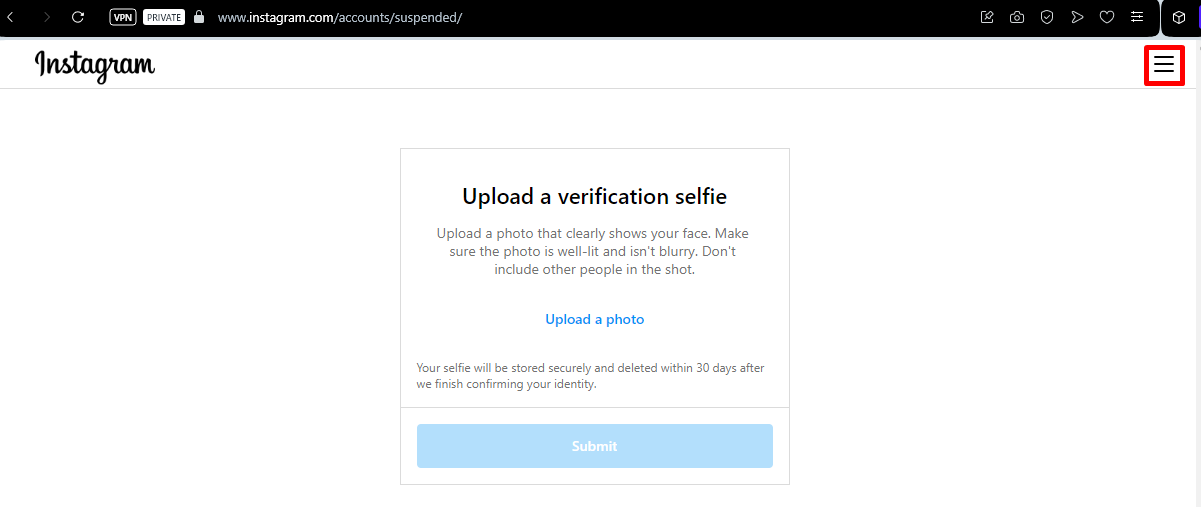 VPN PRIVATE www.instagram.com/accounts/suspended/
Instagram
Upload a verification selfie
Upload a photo that clearly shows your face. Make
sure the photo is well-lit and isn't blurry. Don't
include other people in the shot.
Upload a photo
Your selfie will be stored securely and deleted within 30 days after
we finish confirming your identity.
Submit